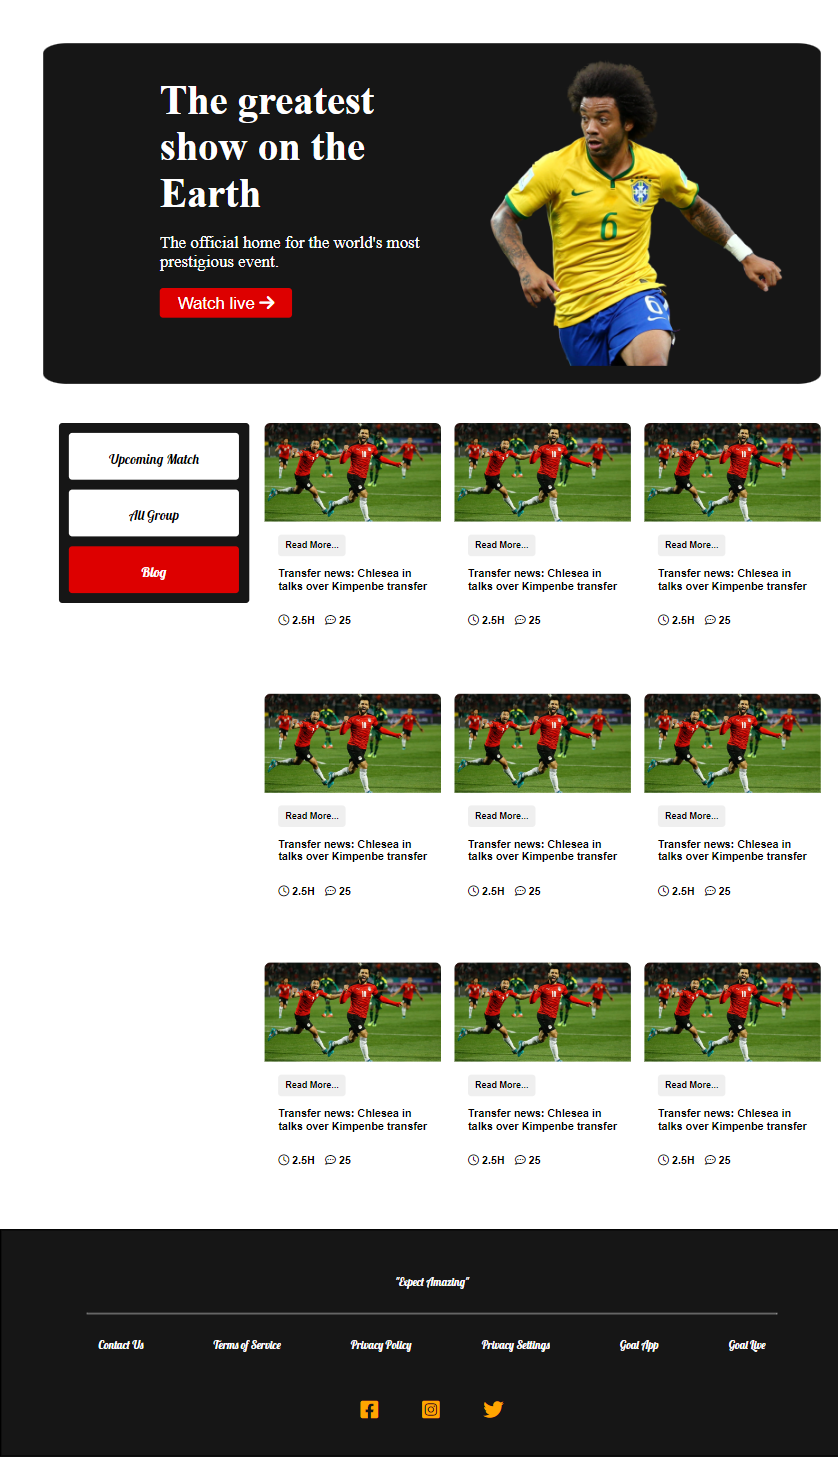 The greatest
show on the
Earth
The official home for the world's most
prestigious event.
Watch live
6
6
Upcoming Match
All Group
Blog
Read More...
Transfer news: Chlesea in
talks over Kimpenbe transfer
2.5H 25
Read More...
Transfer news: Chlesea in
talks over Kimpenbe transfer
2.5H 25
Read More...
Transfer news: Chlesea in
talks over Kimpenbe transfer
2.5H 25
Read More...
Transfer news: Chlesea in
talks over Kimpenbe transfer
2.5H 25
Read More...
Transfer news: Chlesea in
talks over Kimpenbe transfer
2.5H 25
Read More...
Transfer news: Chlesea in
talks over Kimpenbe transfer
2.5H 25
Read More...
Transfer news: Chlesea in
talks over Kimpenbe transfer
2.5H 25
Read More...
Transfer news: Chlesea in
talks over Kimpenbe transfer
2.5H 25
Read More...
Transfer news: Chlesea in
talks over Kimpenbe transfer
2.5H 25
"Expect Amazing"
Contact Us Terms of Service Privacy Policy Privacy Settings Goat App Goat Live